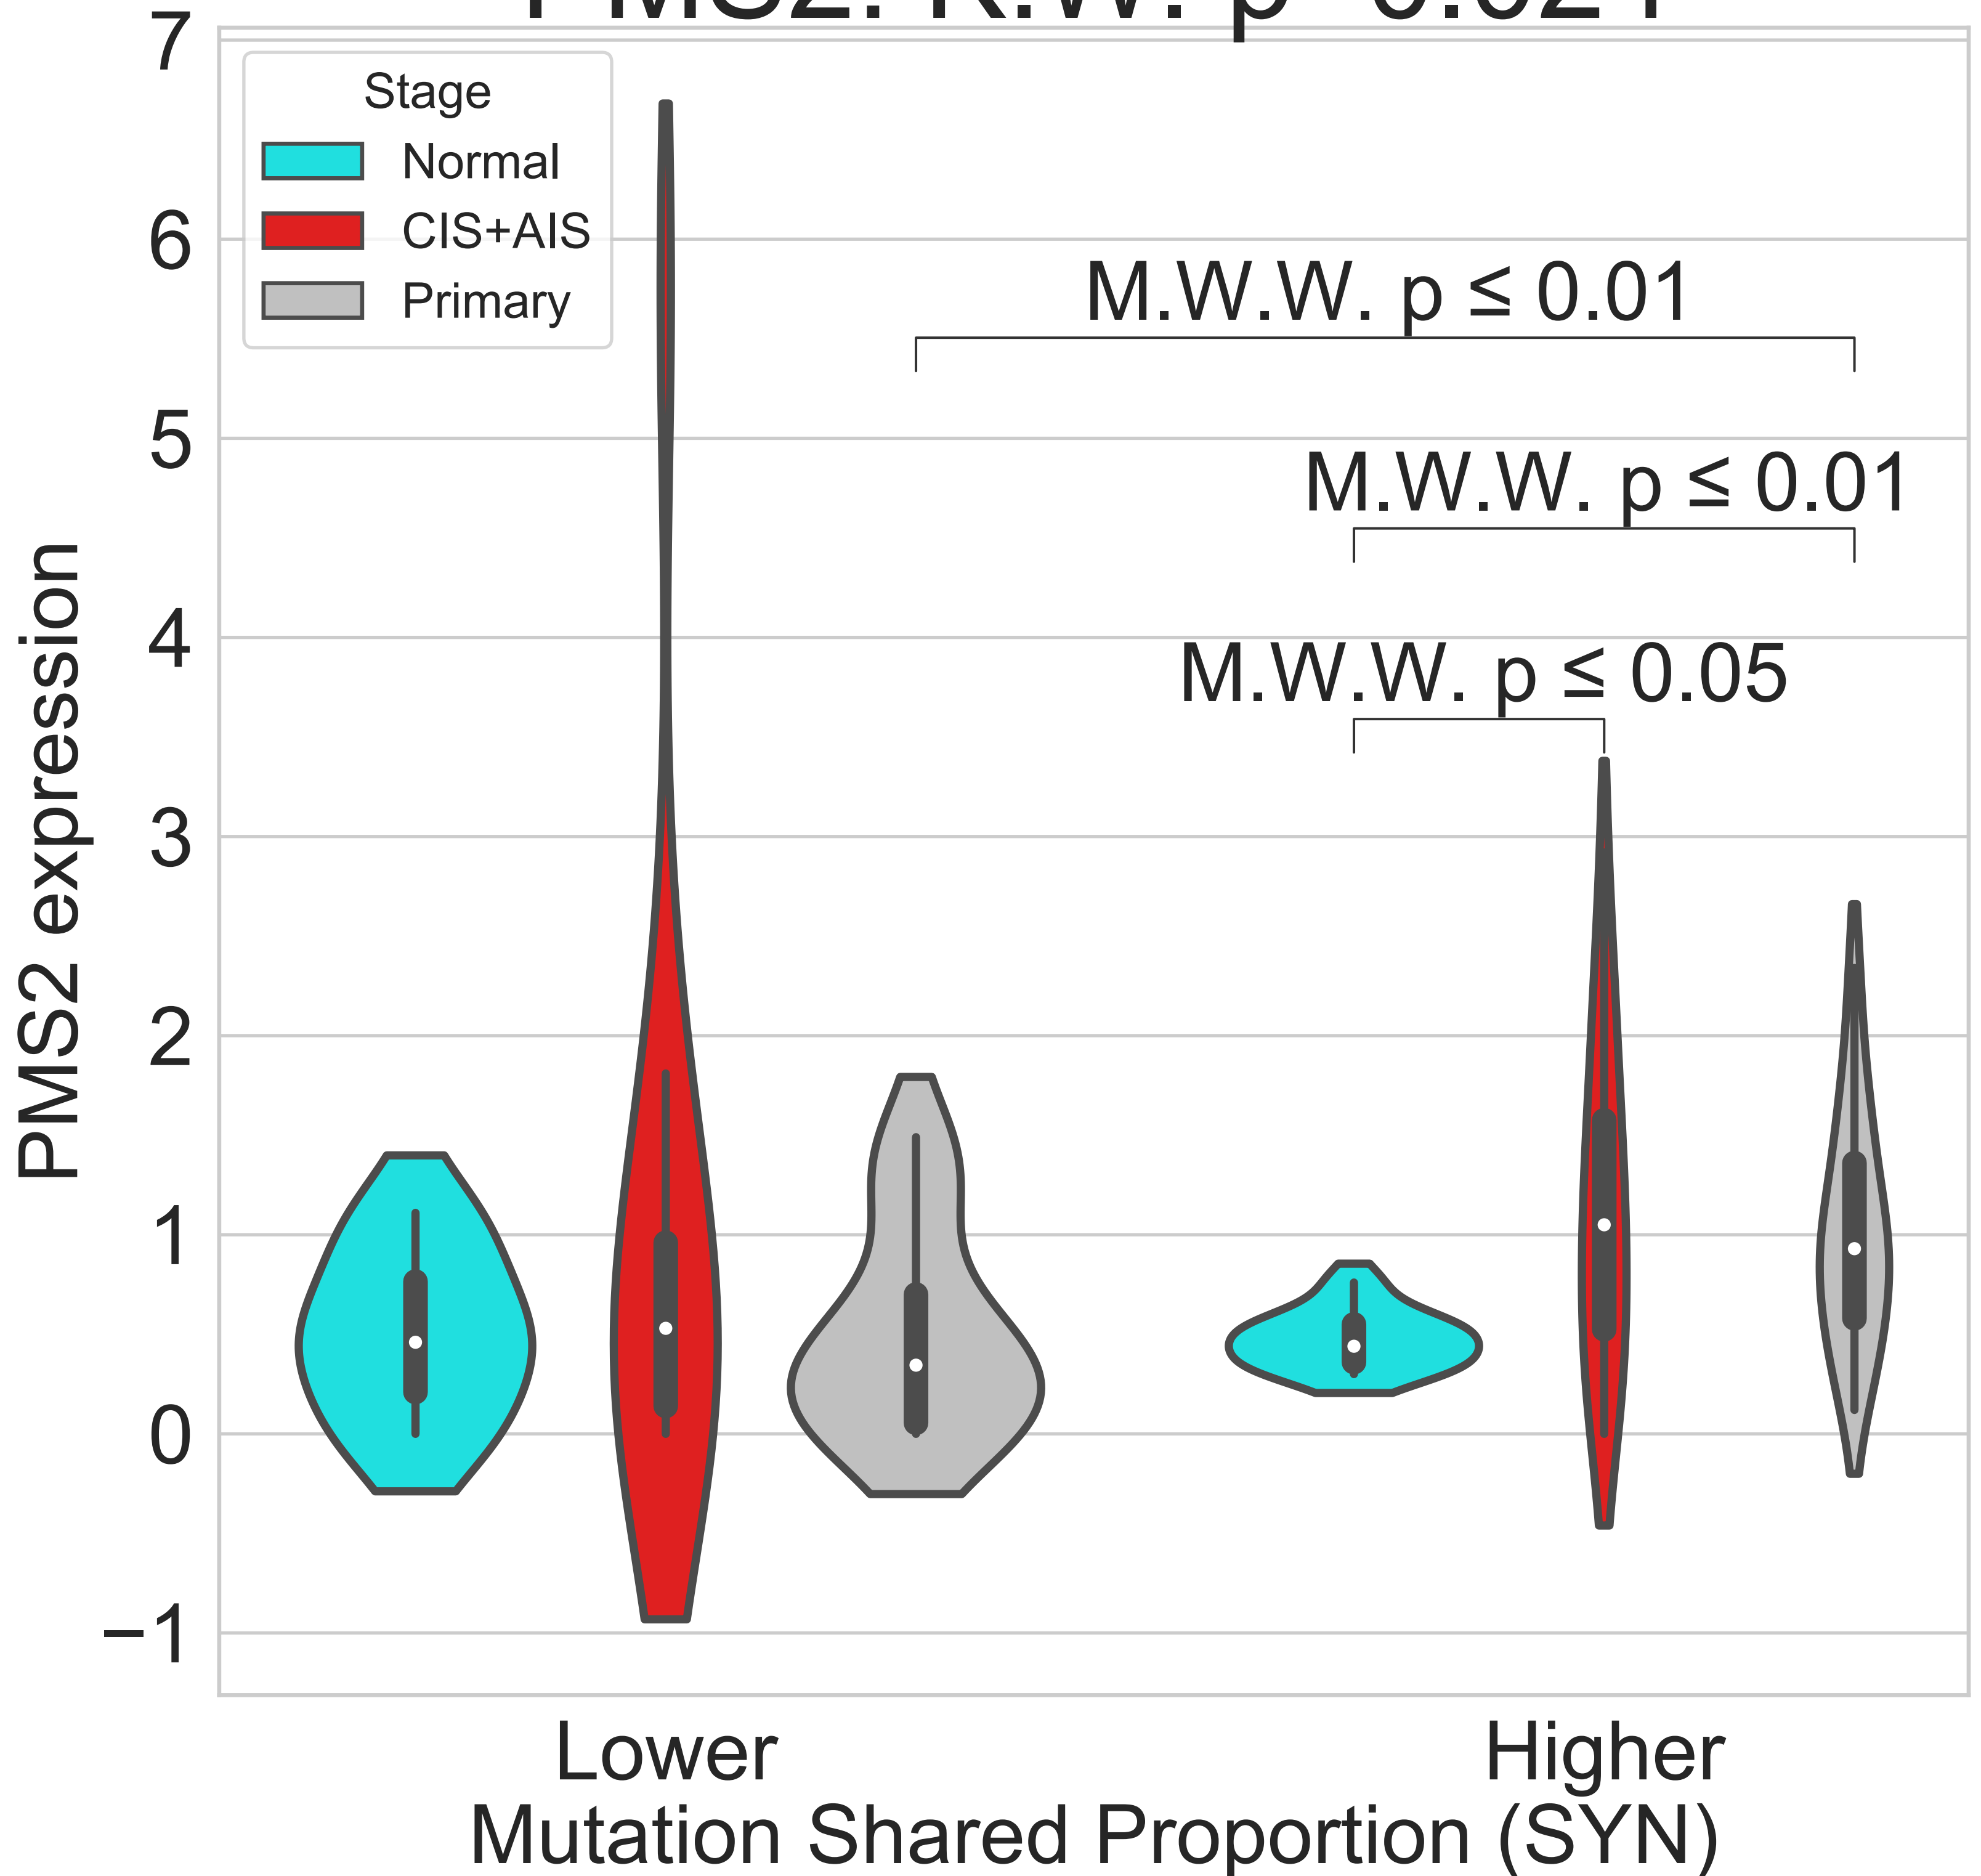 PMS2: K.W.
7
6
5
4
3
2
1
0
−1
PMS2 expression
Stage
Normal
CIS+AIS
Primary
M.W.W. p ≤ 0.01
M.W.W. p ≤ 0.01
M.W.W. p ≤ 0.05
Lower
Higher
Mutation Shared Proportion (SYN)